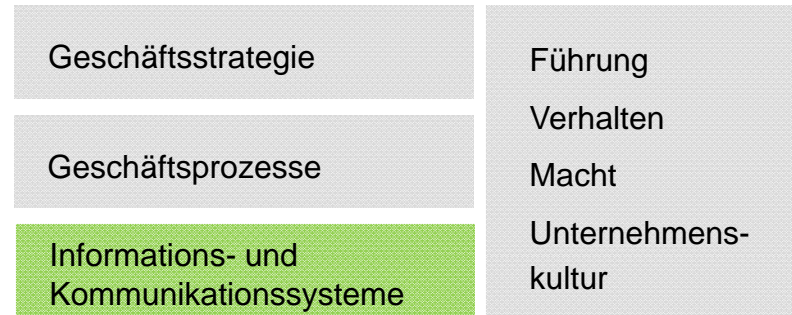 Geschäftsstrategie
Geschäftsprozesse
Informations- und
Kommunikationssysteme
Führung
Verhalten
Macht
Unternehmens-
kultur